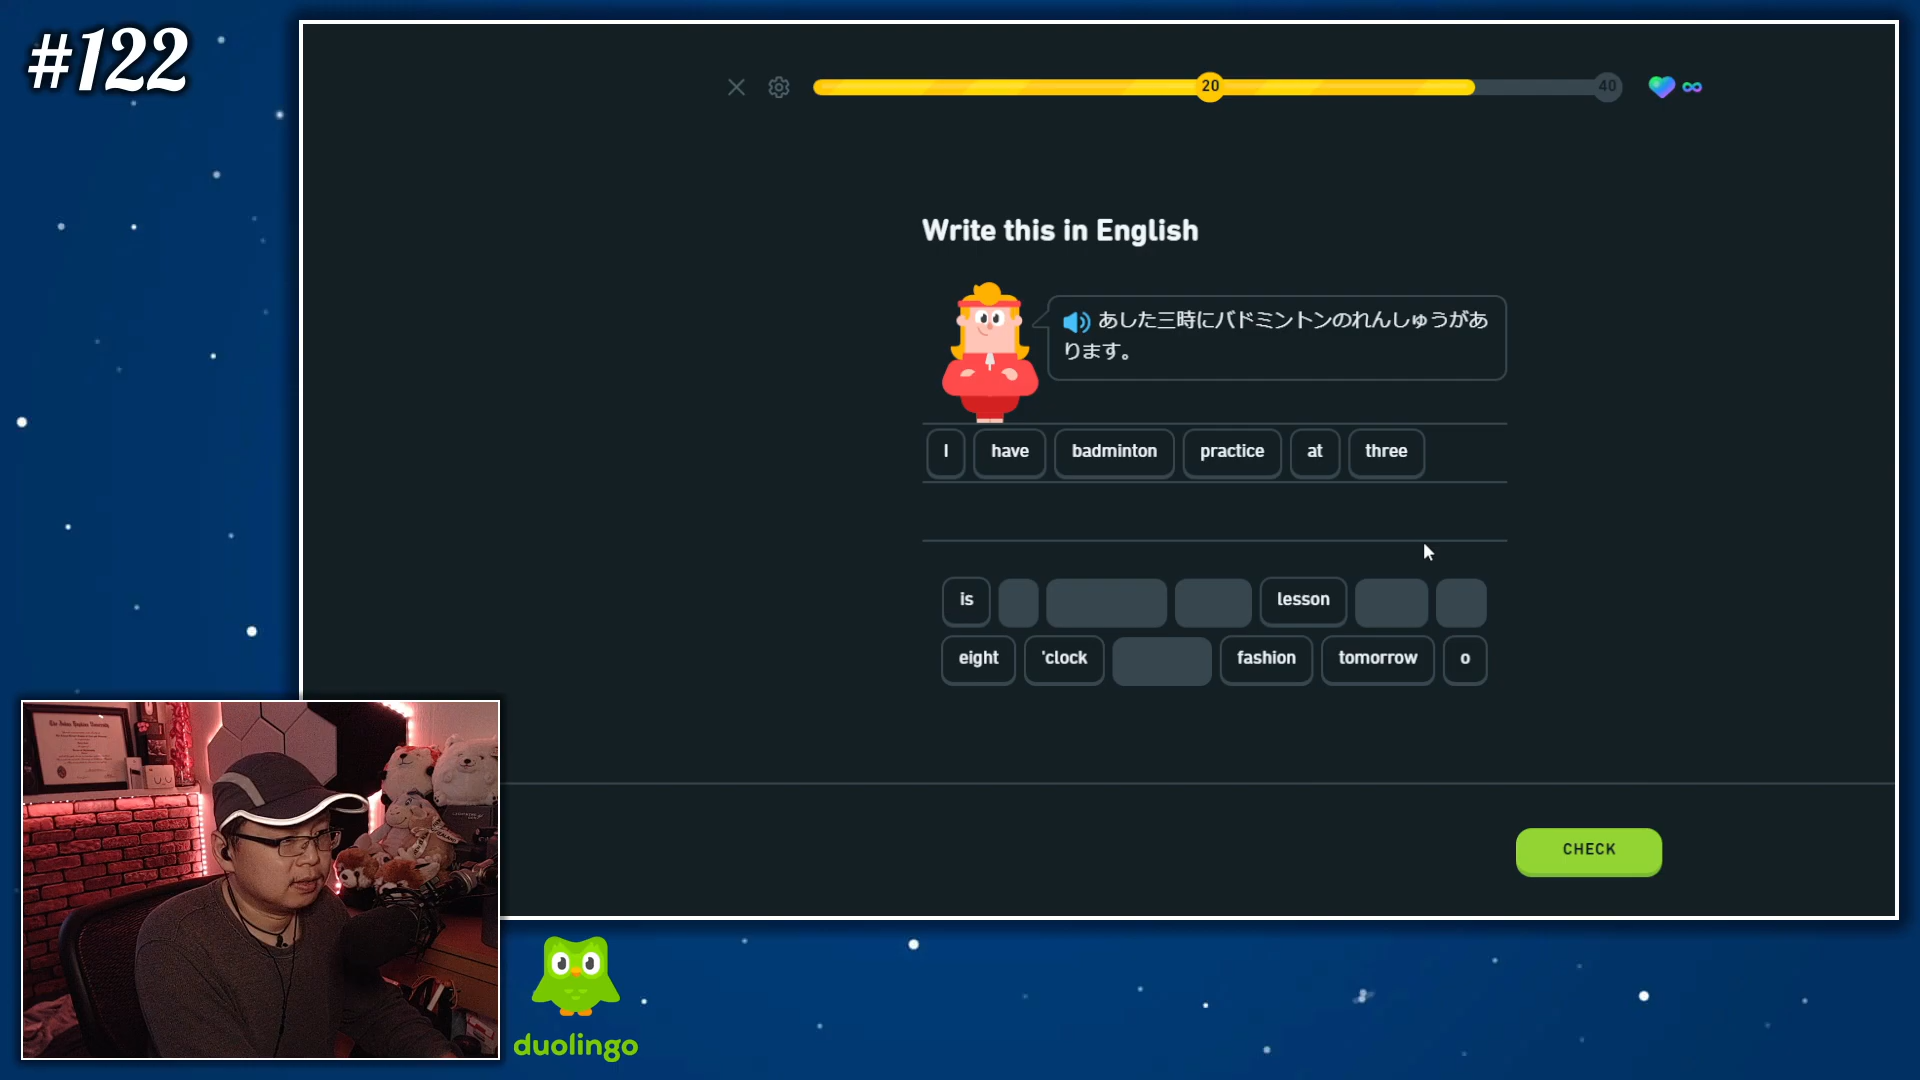 #122
20
40
Write this in English
あした三時にバドミントンのれんしゅうがあ
ります。
I have badminton practice at three
is lesson
eight 'clock fashion tomorrow o
CHECK
duolingo